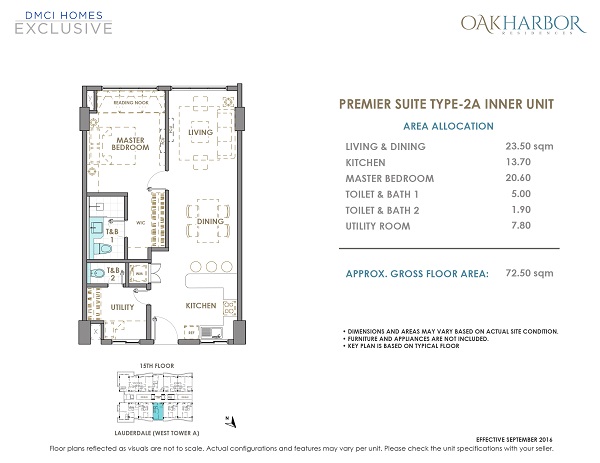 DMCI HOMES
EXCLUSIVE
OAKHARBOR
RESIDENCES
READING NOOK
MASTER
BEDROOM
LIVING
DINING
WIC
T&B
1
T&B
2
UTILITY
KITCHEN
PREMIER SUITE TYPE-2A INNER UNIT
AREA ALLOCATION
LIVING & DINING 23.50 sqm
KITCHEN 13.70
MASTER BEDROOM 20.60
TOILET & BATH 1 5.00
TOILET & BATH 2 1.90
UTILITY ROOM 7.80
APPROX. GROSS FLOOR AREA: 72.50 sqm
• DIMENSIONS AND AREAS MAY VARY BASED ON ACTUAL SITE CONDITION.
• FURNITURE AND APPLIANCES ARE NOT INCLUDED.
• KEY PLAN IS BASED ON TYPICAL FLOOR
15TH FLOOR
LAUDERDALE (WEST TOWER A)
N
EFFECTIVE SEPTEMBER 2016
Floor plans reflected as visuals are not to scale. Actual configurations and features may vary per unit. Please check the unit specifications with your seller.